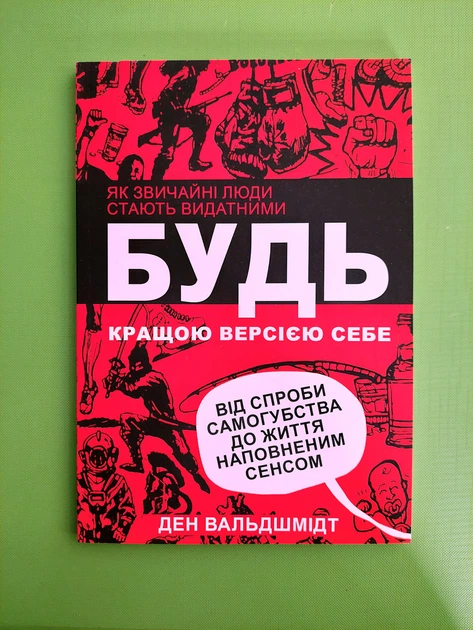 ЯК ЗВИЧАЙНІ ЛЮДИ
СТАЮТЬ ВИДАТНИМИ
БУДЬ
КРАЩОЮ ВЕРСІЄЮ СЕБЕ
ВІД СПРОБИ
САМОГУБСТВА
ДО ЖИТТЯ
НАПОВНЕНИМ
СЕНСОМ
ДЕН ВАЛЬДШМІДТ